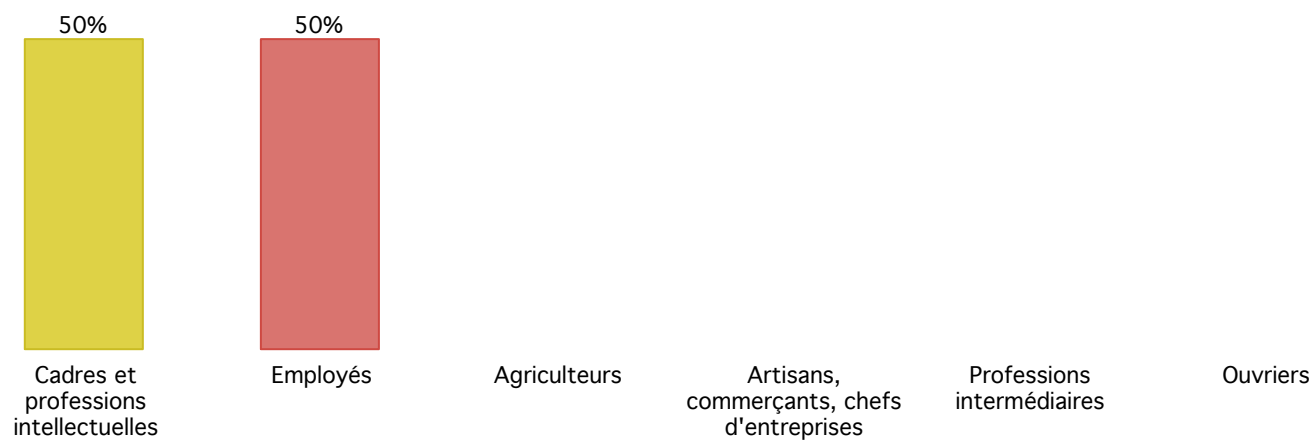 50%
50%
Cadres et
professions
intellectuelles
Employés
Agriculteurs
Artisans,
commerçants, chefs
d'entreprises
Professions
intermédiaires
Ouvriers